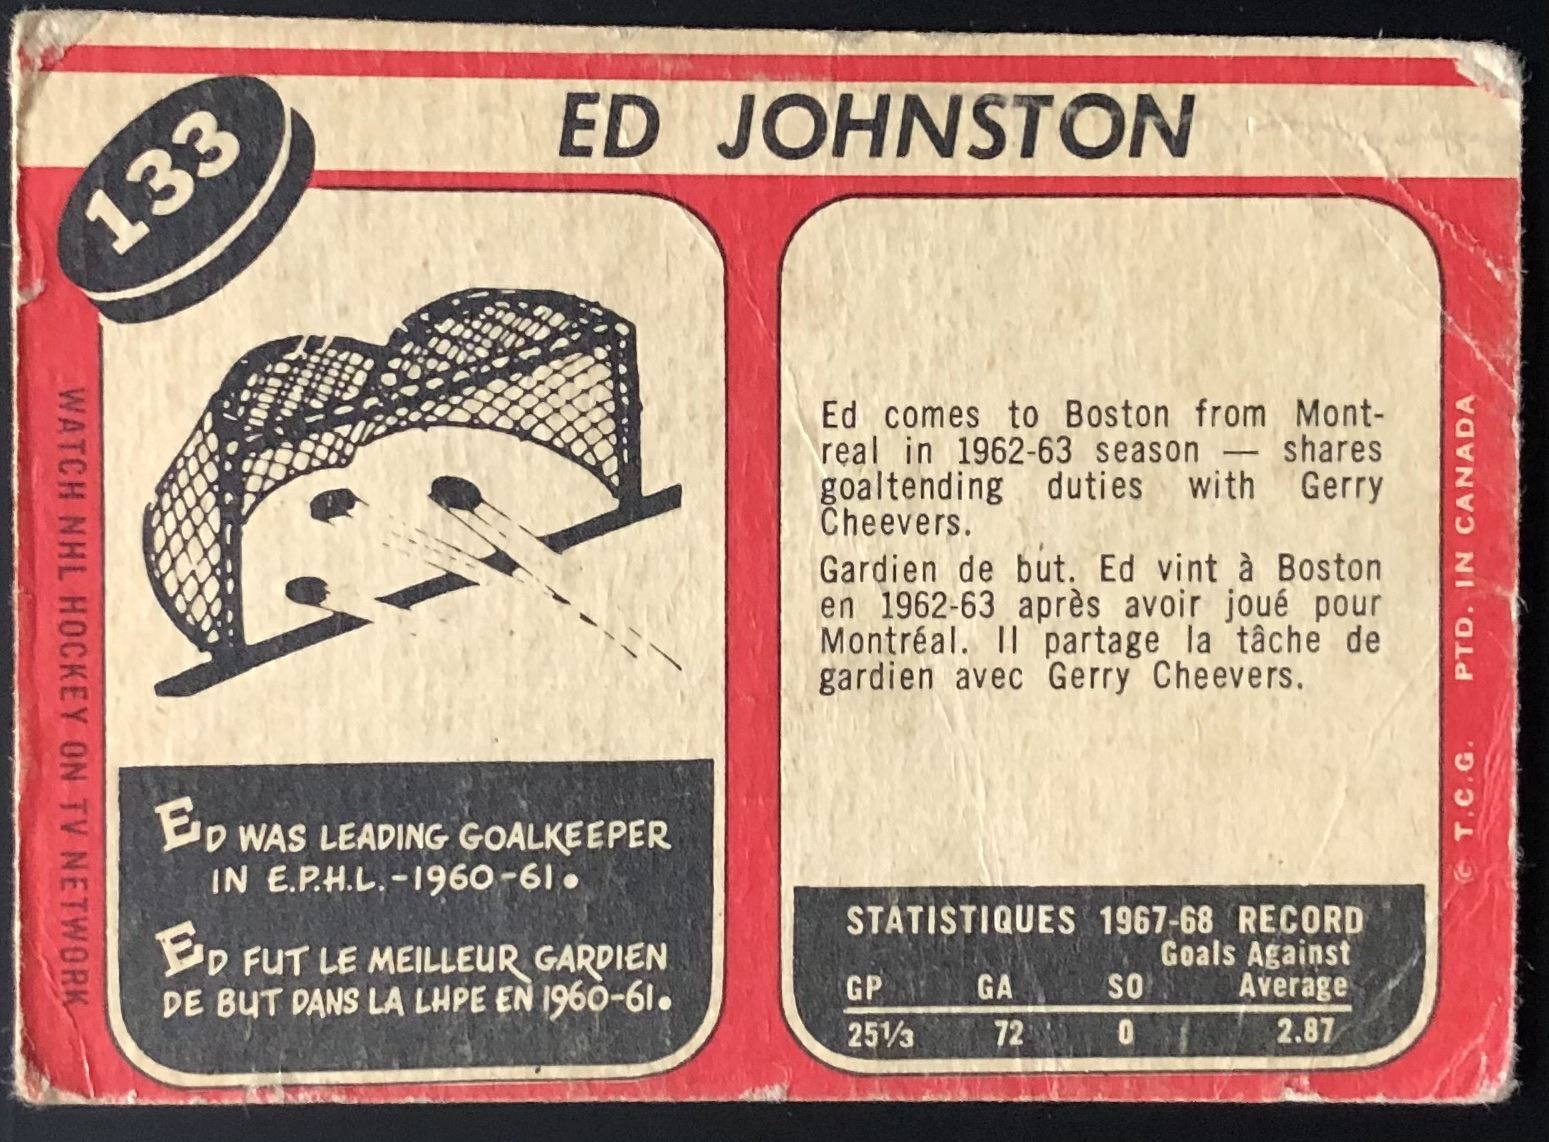 133
ED JOHNSTON
WATCH NHL HOCKEY ON TV NETWORK
ED WAS LEADING GOALKEEPER
IN E.P.H.L.-1960-61.
ED FUT LE MEILLEUR GARDIEN
DE BUT DANS LA LHPE EN 1960-61.
Ed comes to Boston from Mont-
real in 1962-63 season — shares
goaltending duties with Gerry
Cheevers.
Gardien de but. Ed vint à Boston
en 1962-63 après avoir joué pour
Montréal. Il partage la tâche de
gardien avec Gerry Cheevers.
STATISTIQUES 1967-68 RECORD
Goals Against
GP GA SO Average
25⅓ 72 0 2.87
© T.C.G. PTD. IN CANADA